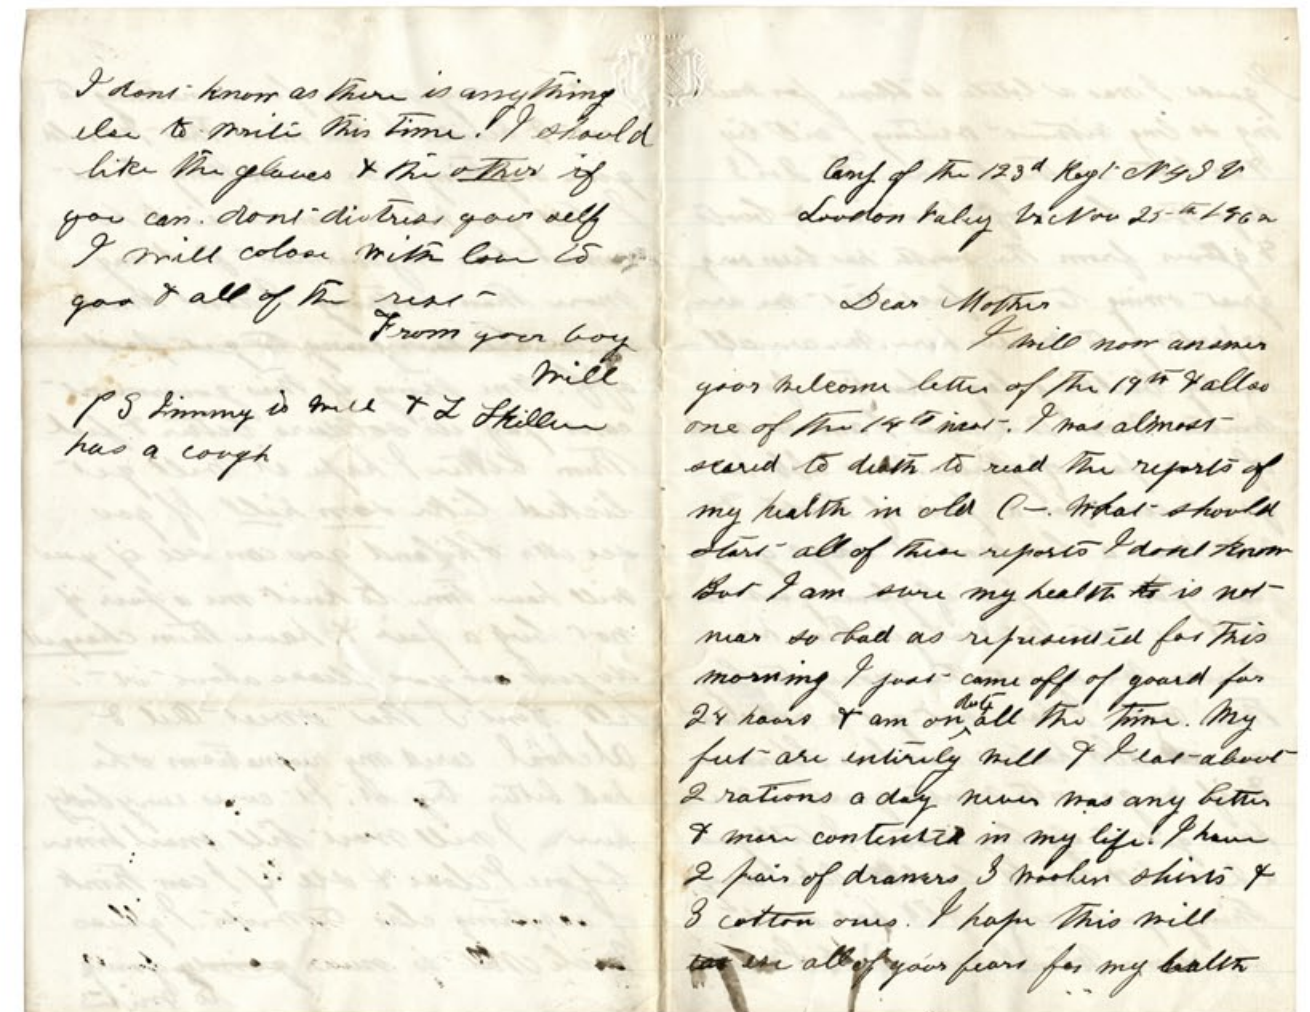 I dont know as there is anything
else to write this time. I should
like the gloves & the other if
you can. dont distress your self
I will colose with love to
you & all of the rest
From your boy
Will
P S Jimmy is well & L Skillen
has a cough
Camp of the 123d Regt N Y S V
Loudon Valey Va Nov 25th 1862
Dear Mother
I will now answer
your welcome letter of the 19th & allso
one of the 14th inst. I was almost
scared to death to read the reports of
my health in old C—. What should
start all of these reports I dont know
But I am sure my health is not
near so bad as represented for this
morning I just came off of guard for
24 hours & am on duty all the time. My
feet are entirely well & I eat about
2 rations a day never was any better
& more contented in my life. I have
2 pair of drawers 3 woolen shirts &
3 cotton ones. I hope this will
ese all of your fears for my health